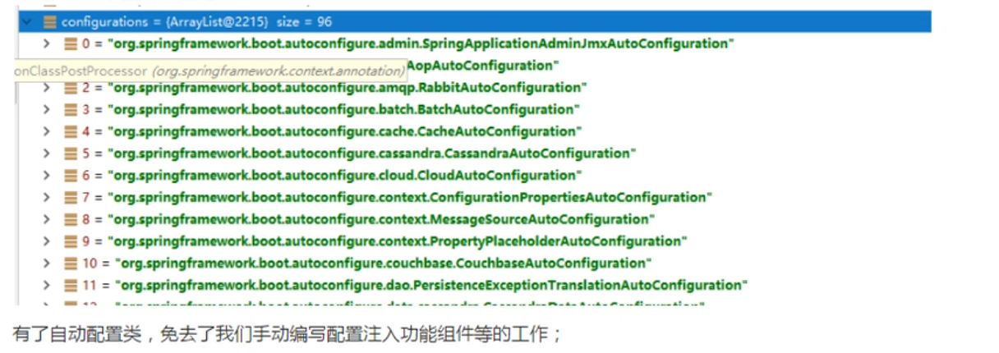 configurations = {ArrayList@2215} size = 96
0 = "org.springframework.boot.autoconfigure.admin.SpringApplicationAdminJmxAutoConfiguration"
onClassPostProcessor (org.springframework.context.annotation) AopAutoConfiguration"
2 = "org.springframework.boot.autoconfigure.amqp.RabbitAutoConfiguration"
3 = "org.springframework.boot.autoconfigure.batch.BatchAutoConfiguration"
4 = "org.springframework.boot.autoconfigure.cache.CacheAutoConfiguration"
5 = "org.springframework.boot.autoconfigure.cassandra.CassandraAutoConfiguration"
6 = "org.springframework.boot.autoconfigure.cloud.CloudAutoConfiguration"
7 = "org.springframework.boot.autoconfigure.context.ConfigurationPropertiesAutoConfiguration"
8 = "org.springframework.boot.autoconfigure.context.MessageSourceAutoConfiguration"
9 = "org.springframework.boot.autoconfigure.context.PropertyPlaceholderAutoConfiguration"
10 = "org.springframework.boot.autoconfigure.couchbase.CouchbaseAutoConfiguration"
11 = "org.springframework.boot.autoconfigure.dao.PersistenceExceptionTranslationAutoConfiguration"
有了自动配置类，免去了我们手动编写配置注入功能组件等的工作；